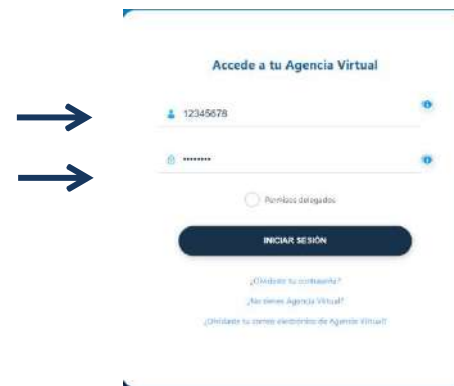 Accede a tu Agencia Virtual
12345678
••••••••
Permisos delegados
INICIAR SESIÓN
¿Olvidaste tu contraseña?
¿No tienes Agencia Virtual?
¿Olvidaste tu correo electrónico de Agencia Virtual?